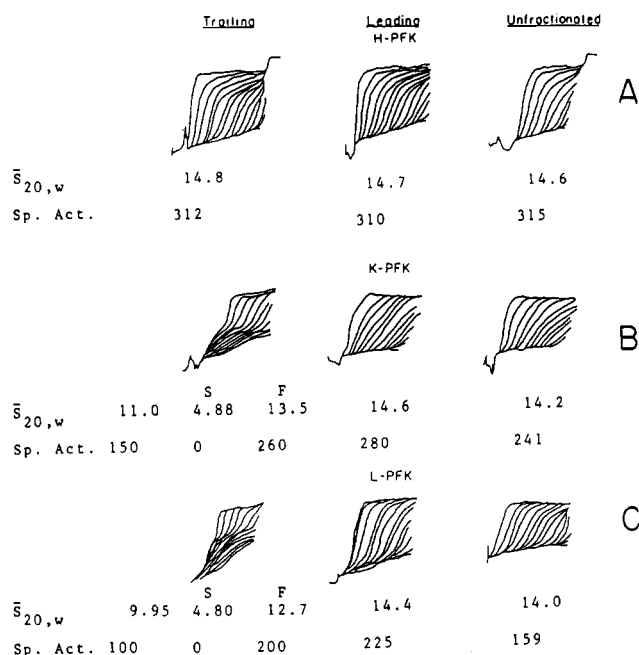 Trailing Leading Unfractionated
H-PFK
A
S̄20,w 14.8 14.7 14.6
Sp. Act. 312 310 315
K-PFK
B
S F
S̄20,w 11.0 4.88 13.5 14.6 14.2
Sp. Act. 150 0 260 280 241
L-PFK
C
S F
S̄20,w 9.95 4.80 12.7 14.4 14.0
Sp. Act. 100 0 200 225 159